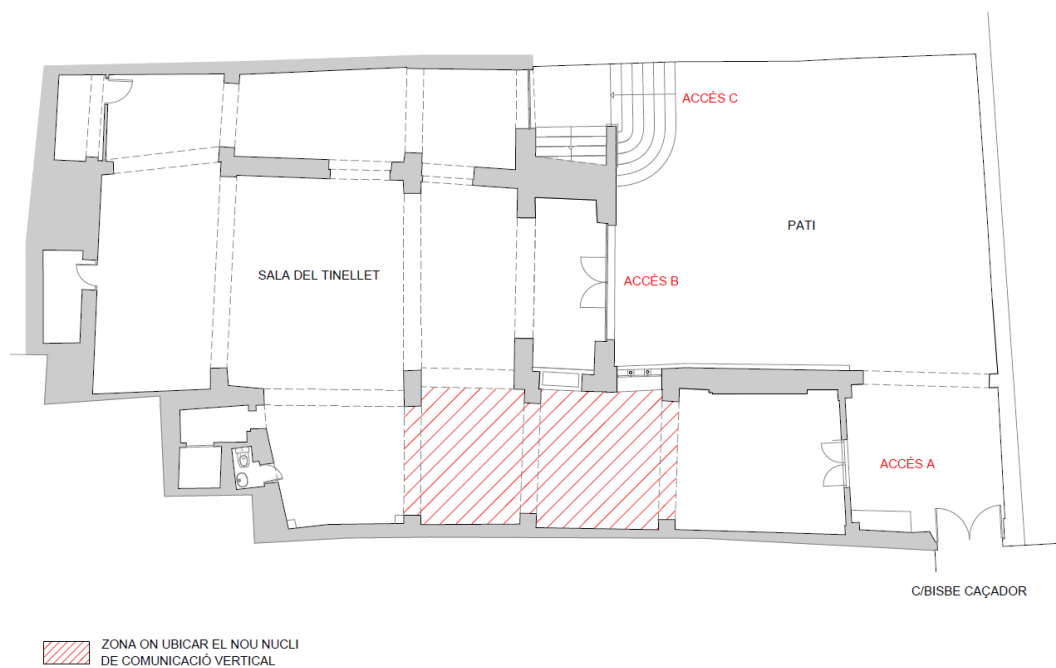 ACCÉS C
PATI
SALA DEL TINELLET
ACCÉS B
ACCÉS A
C/BISBE CAÇADOR
ZONA ON UBICAR EL NOU NUCLI
DE COMUNICACIÓ VERTICAL